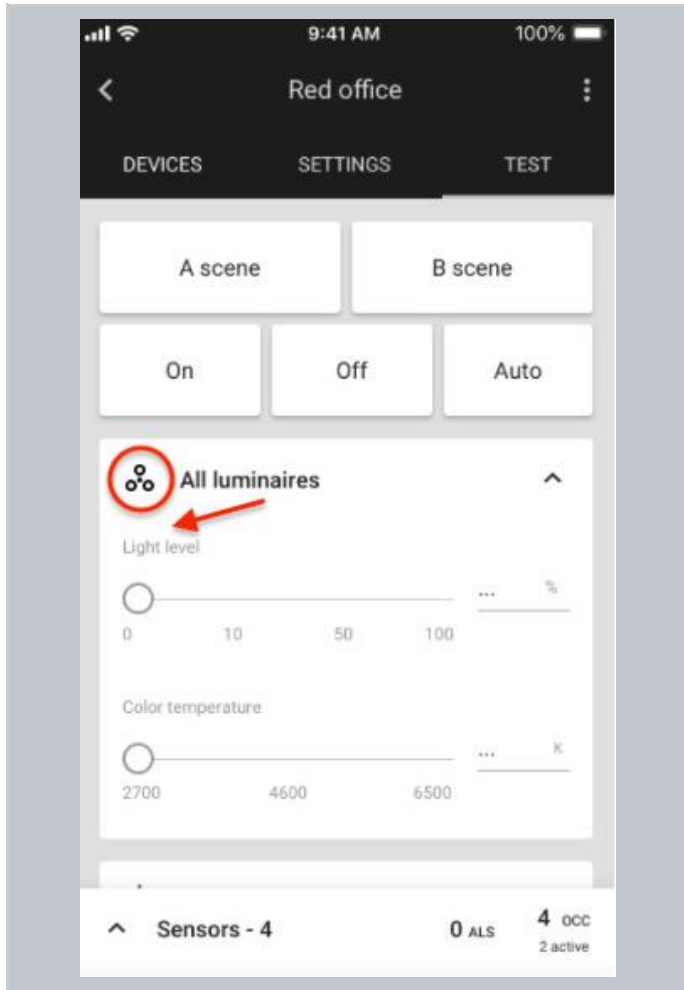 9:41 AM 100%
Red office
DEVICES SETTINGS TEST
A scene B scene
On Off Auto
All luminaires
Light level
... %
0 10 50 100
Color temperature
... K
2700 4600 6500
Sensors - 4 0 ALS 4 OCC
2 active